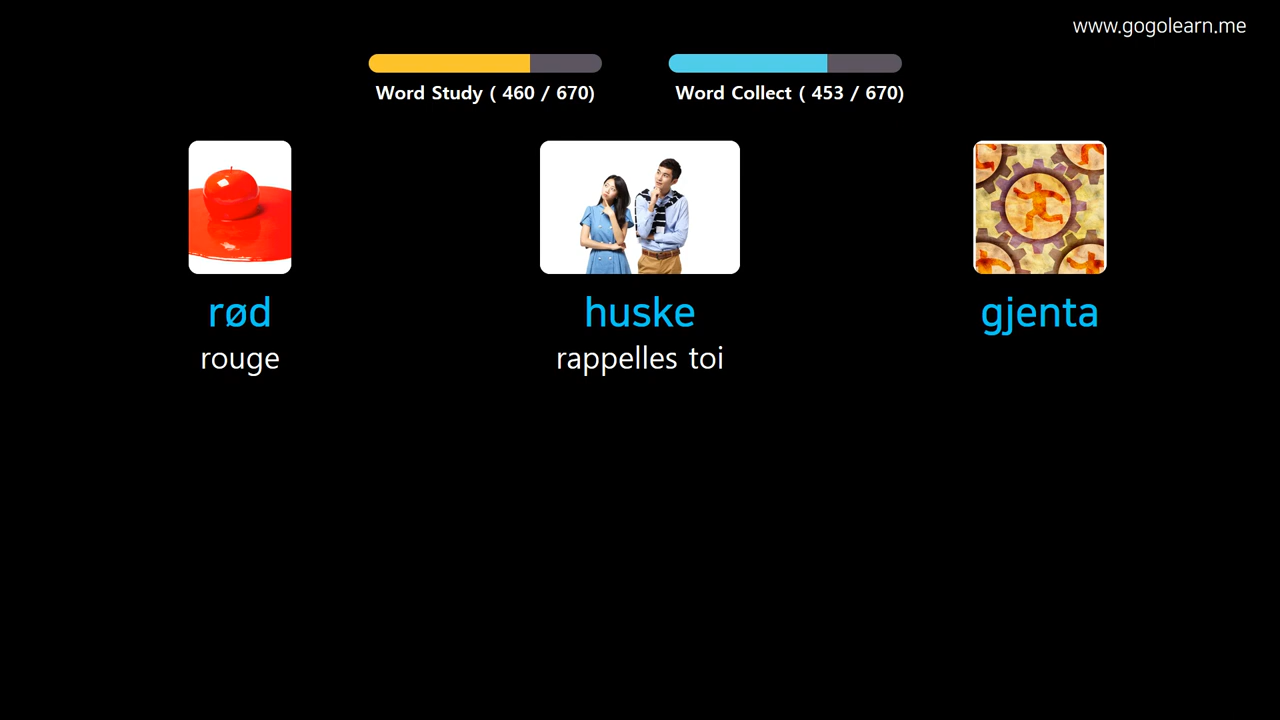 www.gogolearn.me
Word Study ( 460 / 670)
Word Collect ( 453 / 670)
rød
huske
gjenta
rouge
rappelles toi